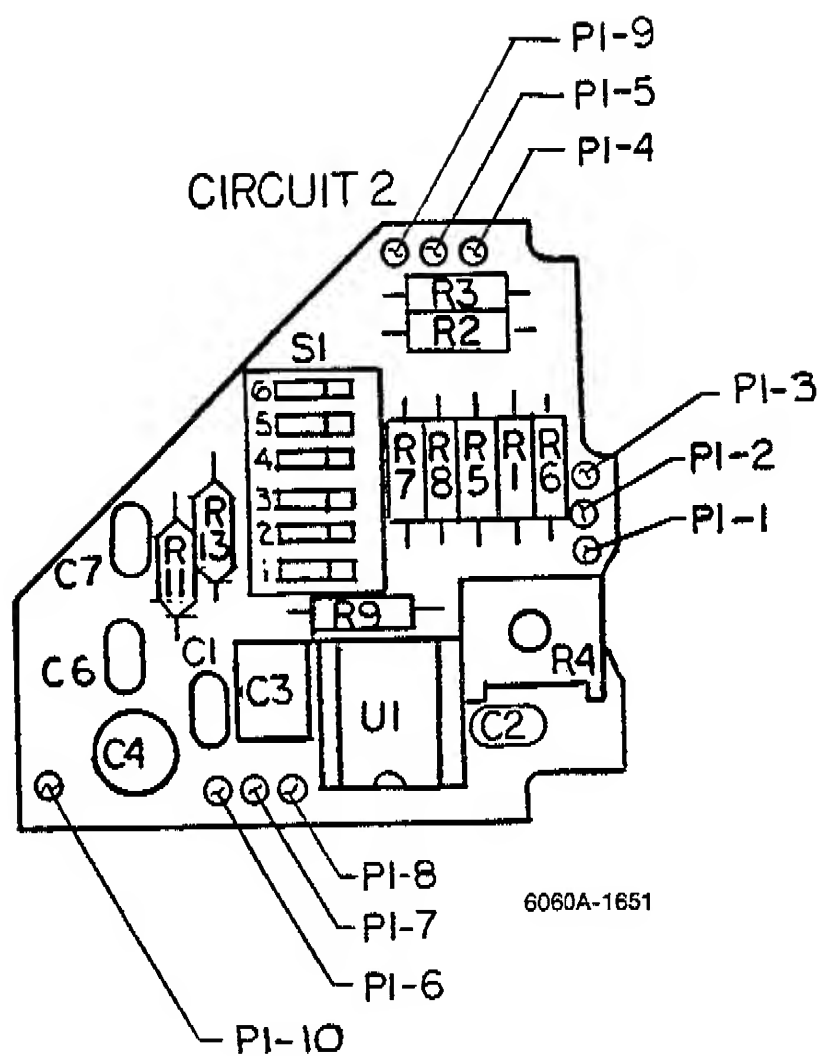 P1-9
P1-5
P1-4
CIRCUIT 2
R3
R2
S1
6
5
4
3
2
1
P1-3
P1-2
P1-1
R7
R8
R5
R1
R6
R13
R11
C7
R9
C6
C1
C3
U1
R4
C2
C4
P1-8
P1-7
P1-6
P1-10
6060A-1651